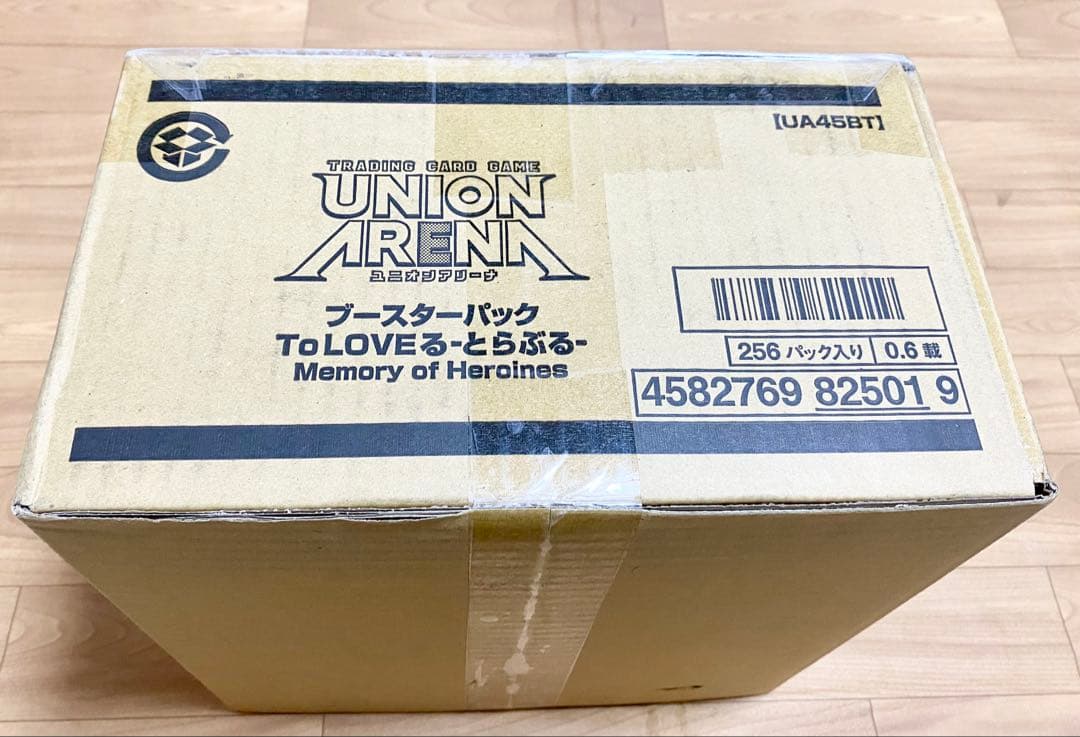 【UA45BT】
TRADING CARD GAME
UNION
ARENA
ユニオンアリーナ
ブースターパック
To LOVEる-とらぶる-
Memory of Heroines
256 パック入り 0.6 載
4582769 82501 9